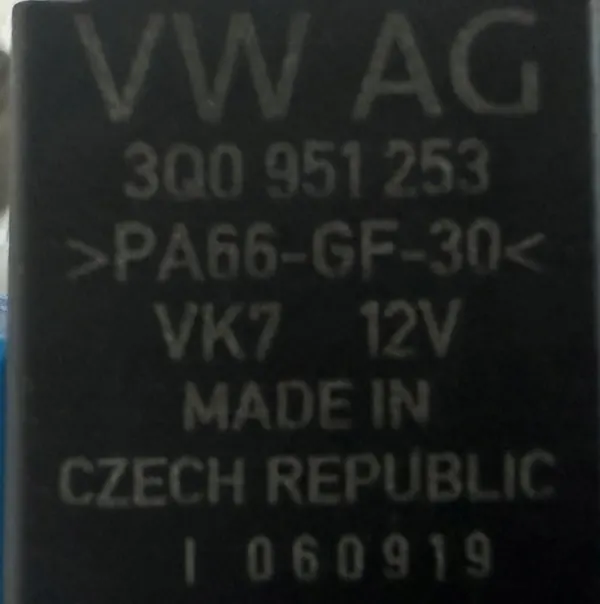 VW AG
3Q0 951 253
>PA66-GF-30<
VK7 12V
MADE IN
CZECH REPUBLIC
I 060919